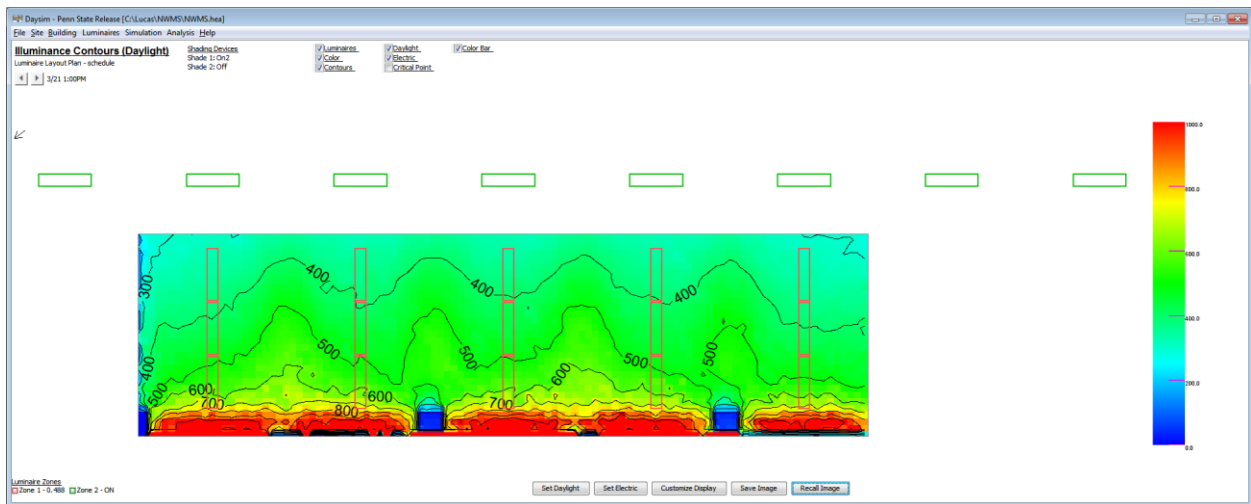 Daysim - Penn State Release [C:\Lucas\NWMS\NWMS.hea]
File Site Building Luminaires Simulation Analysis Help
Illuminance Contours (Daylight)
Luminaire Layout Plan - schedule
3/21 1:00PM
Shading Devices
Shade 1: On2
Shade 2: Off
Luminaires
Color
Contours
Daylight
Electric
Critical Point
Color Bar
1000.0
800.0
600.0
400.0
200.0
0.0
400
400
400
300
400
500
500
500
500
500
600
600
600
700
700
800
Luminaire Zones
Zone 1 - 0.488 Zone 2 - ON
Set Daylight Set Electric Customize Display Save Image Recall Image